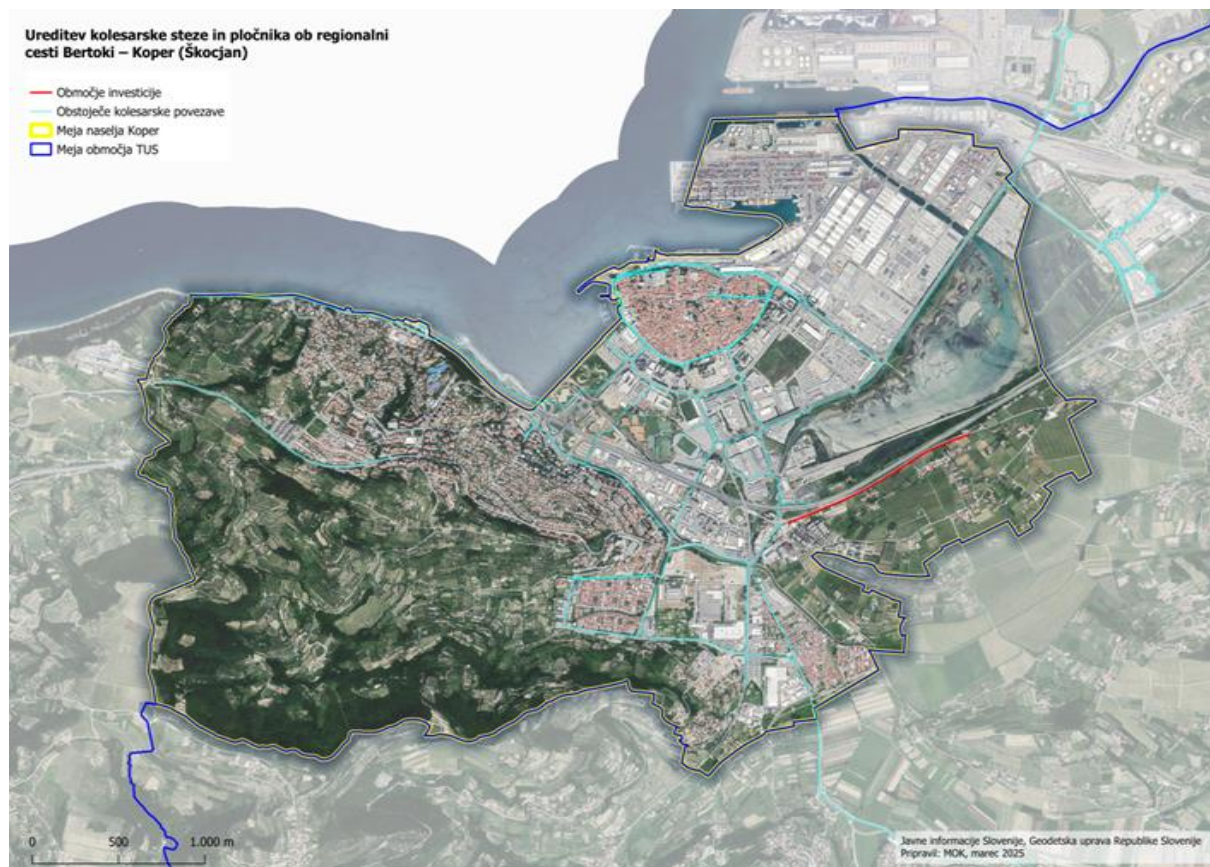 Ureditev kolesarske steze in pločnika ob regionalni
cesti Bertoki – Koper (Škocjan)
Območje investicije
Obstoječe kolesarske povezave
Meja naselja Koper
Meja območja TUS
0 500 1.000 m
Javne informacije Slovenije, Geodetska uprava Republike Slovenije
Pripravil: MOK, marec 2025